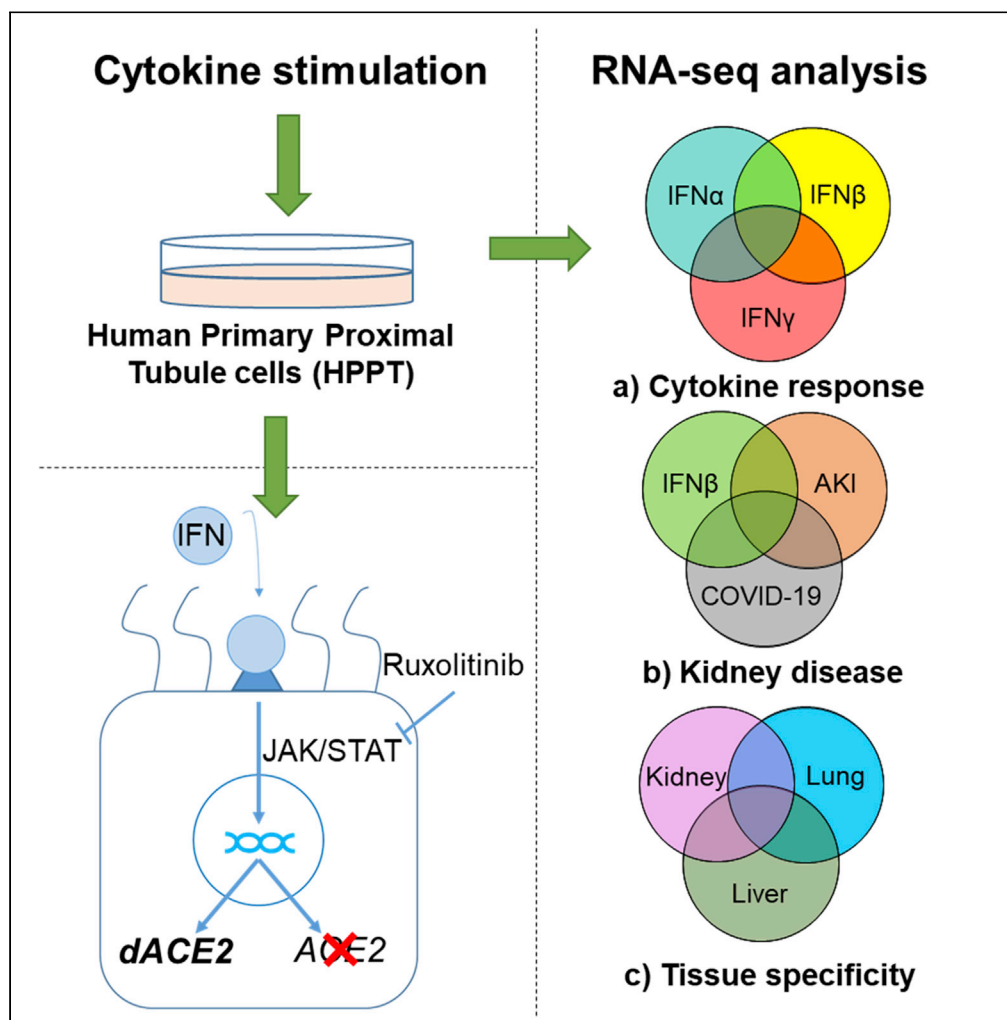 Cytokine stimulation
Human Primary Proximal
Tubule cells (HPPT)
IFN
Ruxolitinib
JAK/STAT
dACE2
ACE2
RNA-seq analysis
IFNα
IFNβ
IFNγ
a) Cytokine response
IFNβ
AKI
COVID-19
b) Kidney disease
Kidney
Lung
Liver
c) Tissue specificity